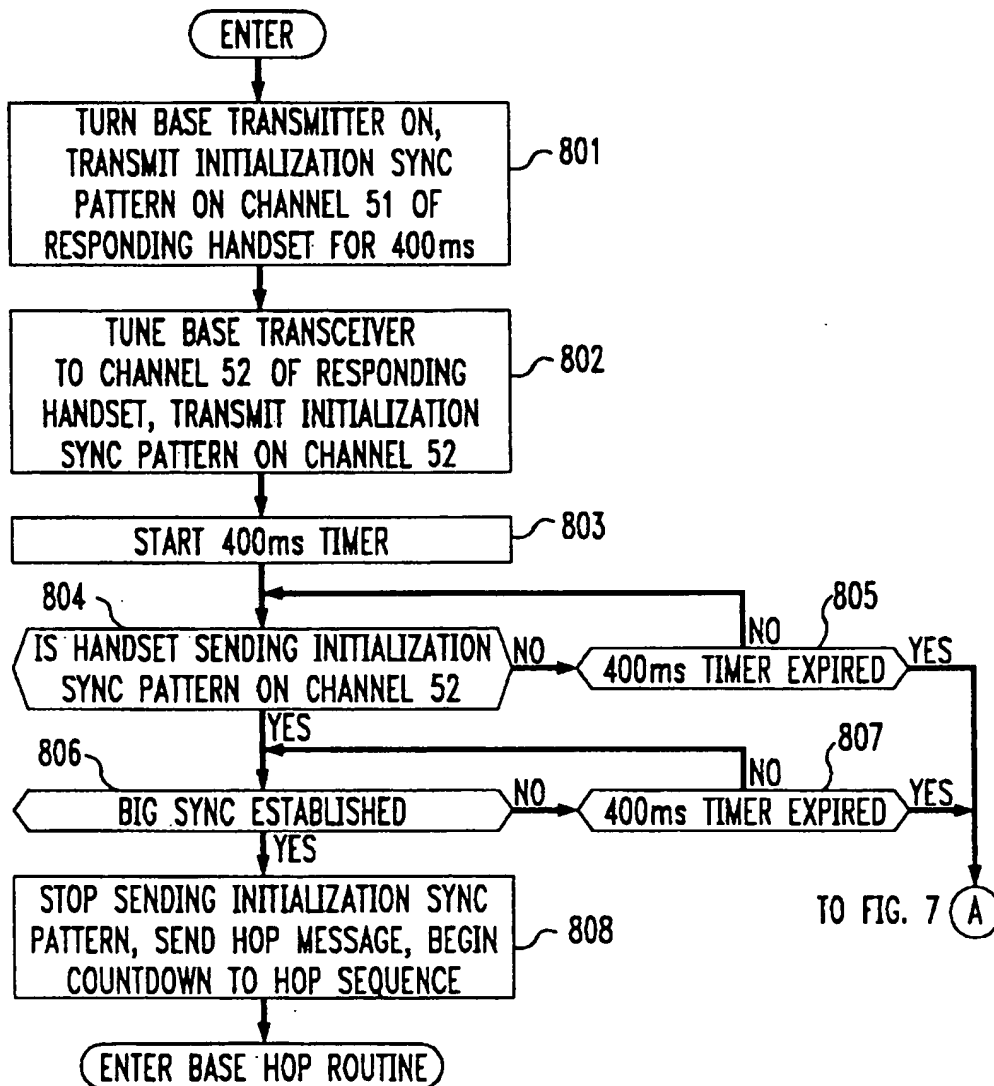 ENTER
TURN BASE TRANSMITTER ON,
TRANSMIT INITIALIZATION SYNC
PATTERN ON CHANNEL 51 OF
RESPONDING HANDSET FOR 400ms
801
TUNE BASE TRANSCEIVER
TO CHANNEL 52 OF RESPONDING
HANDSET, TRANSMIT INITIALIZATION
SYNC PATTERN ON CHANNEL 52
802
START 400ms TIMER
803
804
IS HANDSET SENDING INITIALIZATION
SYNC PATTERN ON CHANNEL 52
NO
YES
805
400ms TIMER EXPIRED
NO
YES
806
BIG SYNC ESTABLISHED
NO
YES
807
400ms TIMER EXPIRED
NO
YES
STOP SENDING INITIALIZATION SYNC
PATTERN, SEND HOP MESSAGE, BEGIN
COUNTDOWN TO HOP SEQUENCE
808
TO FIG. 7 A
ENTER BASE HOP ROUTINE